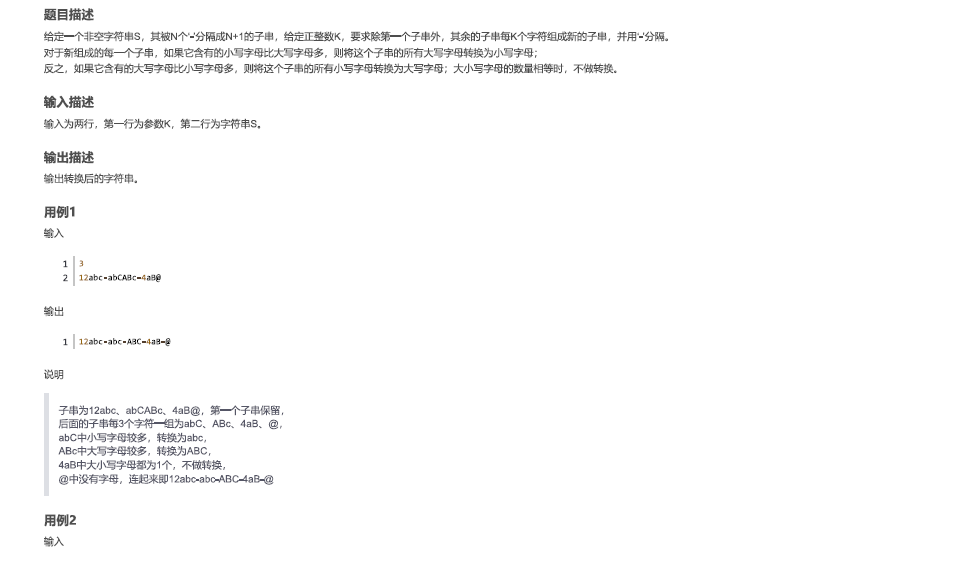 题目描述
给定一个非空字符串S，其被N个'-'分隔成N+1的子串，给定正整数K，要求除第一个子串外，其余的子串每K个字符组成新的子串，并用'-'分隔。
对于新组成的每一个子串，如果它含有的小写字母比大写字母多，则将这个子串的所有大写字母转换为小写字母；
反之，如果它含有的大写字母比小写字母多，则将这个子串的所有小写字母转换为大写字母；大小写字母的数量相等时，不做转换。
输入描述
输入为两行，第一行为参数K，第二行为字符串S。
输出描述
输出转换后的字符串。
用例1
输入
1 3
2 12abc-abCABc-4aB@
输出
1 12abc-abc-ABC-4aB-@
说明
子串为12abc、abCABc、4aB@，第一个子串保留，
后面的子串每3个字符一组为abC、ABc、4aB、@，
abC中小写字母较多，转换为abc，
ABc中大写字母较多，转换为ABC，
4aB中大小写字母都为1个，不做转换，
@中没有字母，连起来即12abc-abc-ABC-4aB-@
用例2
输入